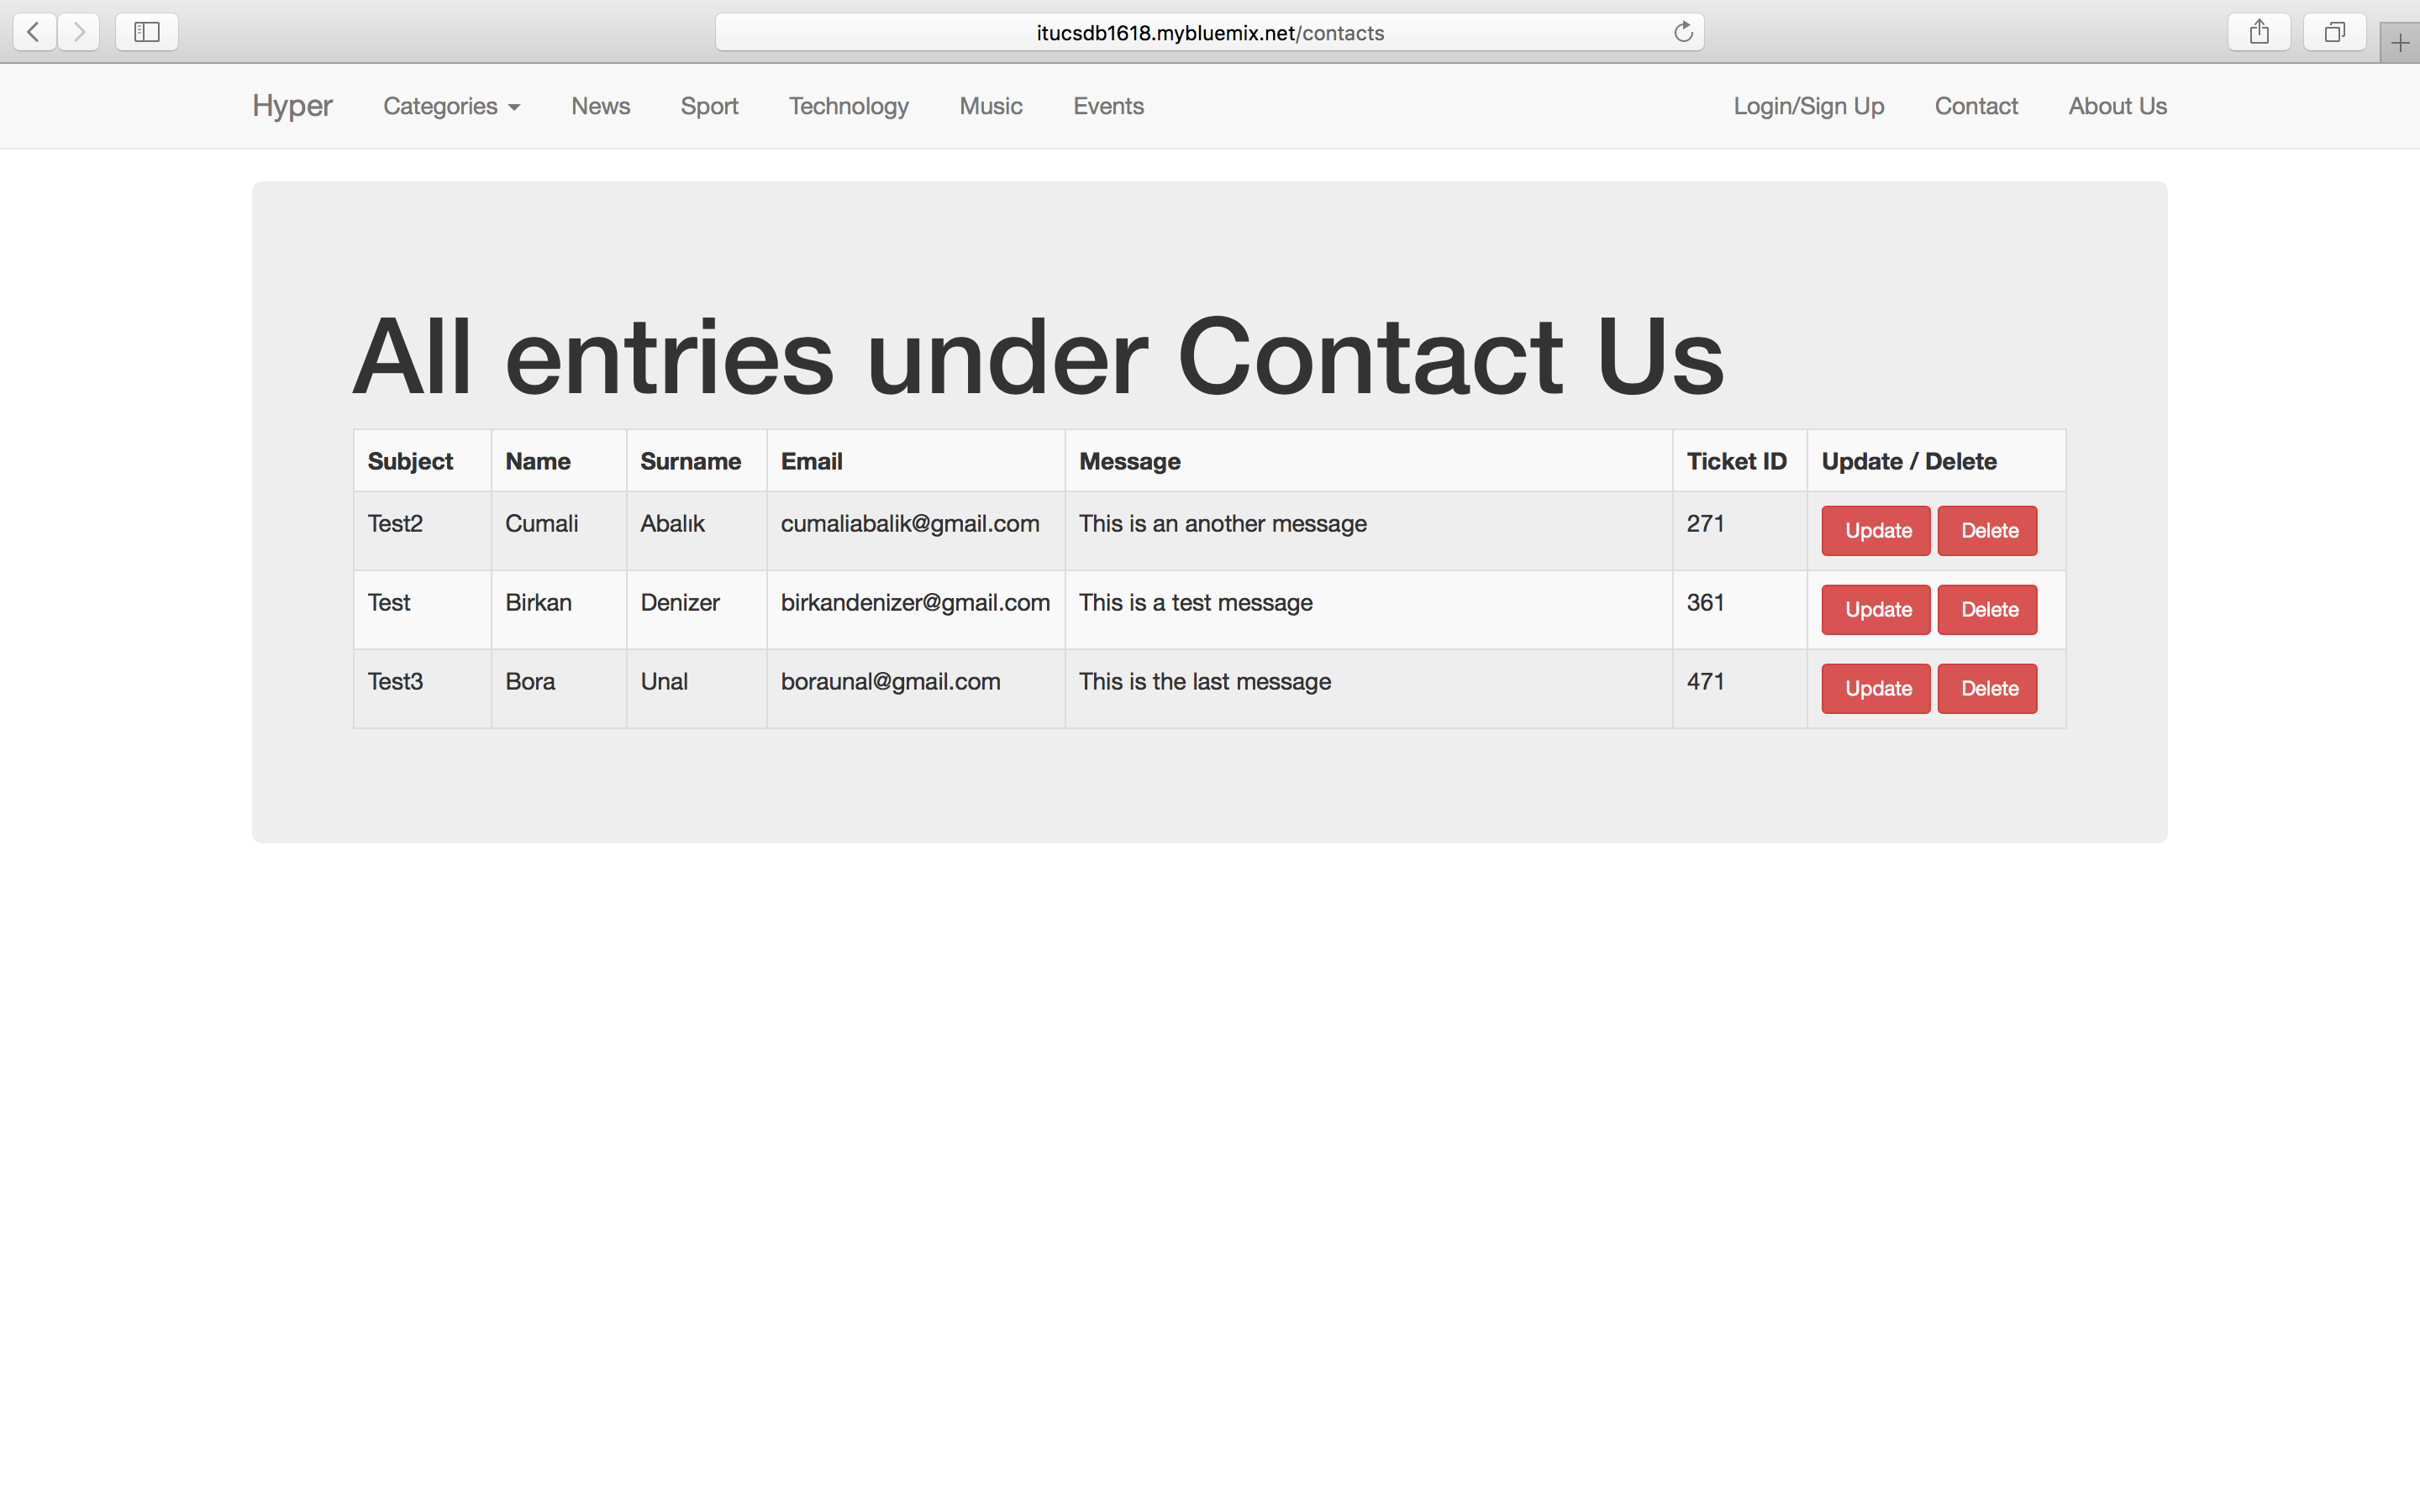 itucsdb1618.mybluemix.net/contacts
Hyper Categories News Sport Technology Music Events Login/Sign Up Contact About Us
All entries under Contact Us
Subject Name Surname Email Message Ticket ID Update / Delete
Test2 Cumali Abalık cumaliabalik@gmail.com This is an another message 271 Update Delete
Test Birkan Denizer birkandenizer@gmail.com This is a test message 361 Update Delete
Test3 Bora Unal boraunal@gmail.com This is the last message 471 Update Delete